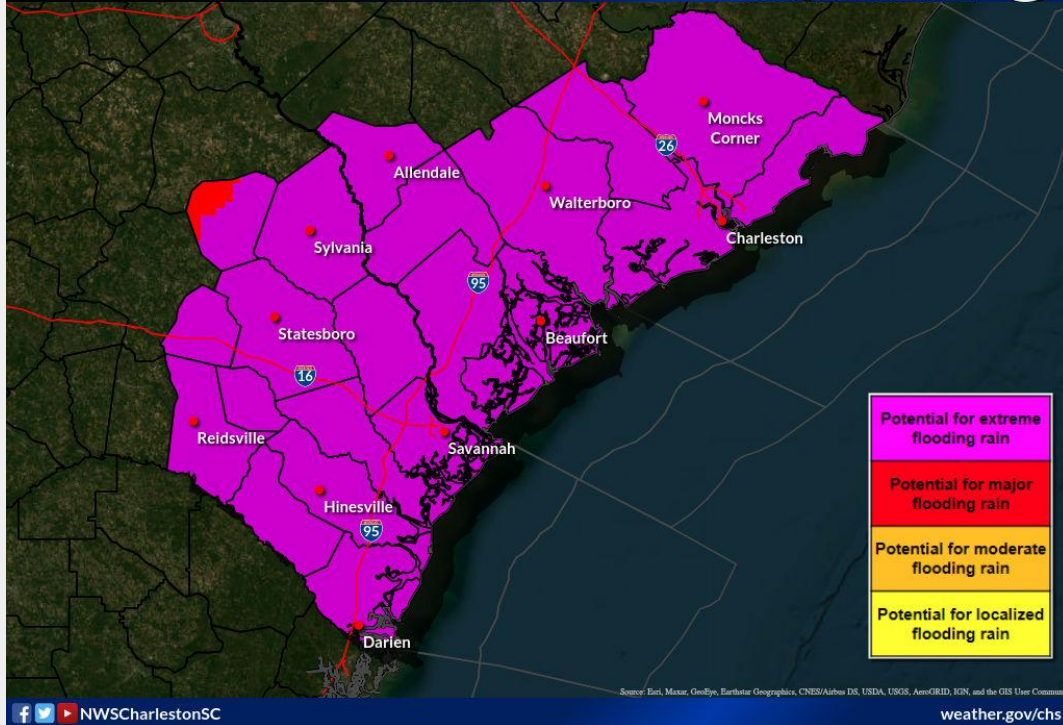 Moncks
Corner
26
Allendale
Walterboro
Sylvania
Charleston
95
Statesboro
Beaufort
16
Reidsville
Savannah
Hinesville
95
Darien
Potential for extreme
flooding rain
Potential for major
flooding rain
Potential for moderate
flooding rain
Potential for localized
flooding rain
Source: Esri, Maxar, GeoEye, Earthstar Geographics, CNES/Airbus DS, USDA, USGS, AeroGRID, IGN, and the GIS User Commun
NWSCharlestonSC
weather.gov/chs